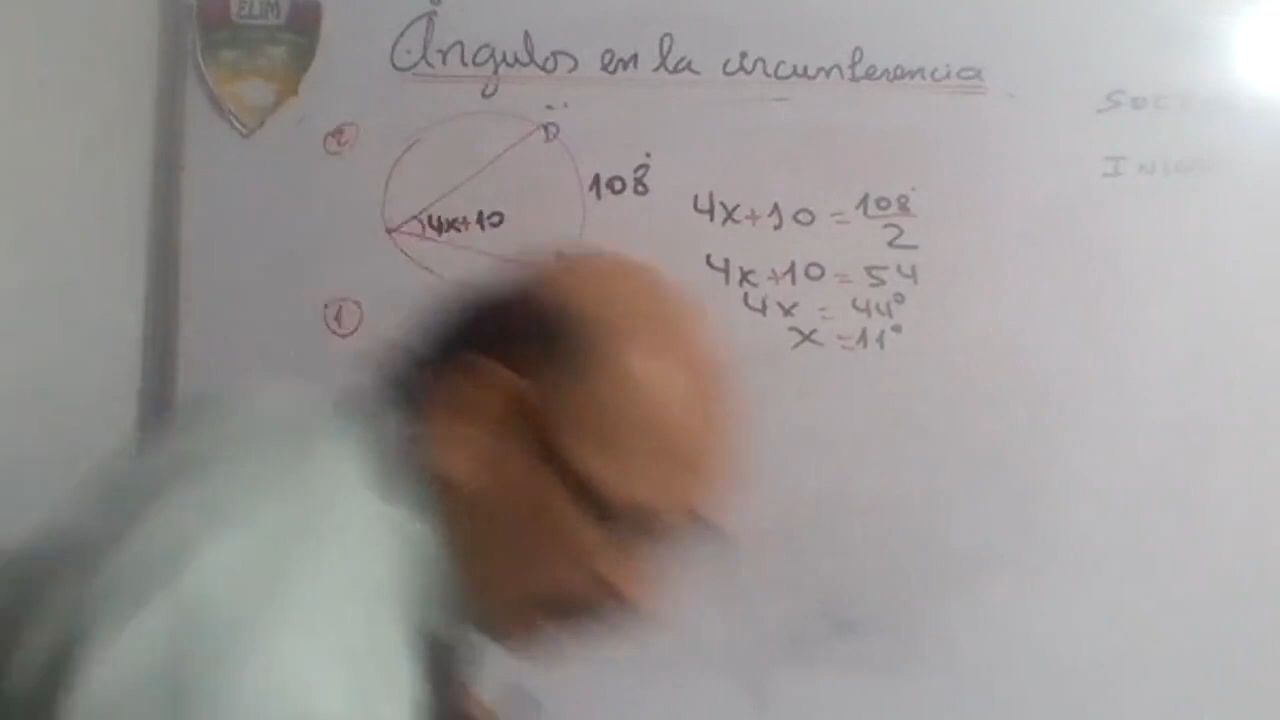 ELIM
Ángulos en la circunferencia
2
D
108°
4x+10
4x+10 = 108°
2
4x+10 = 54
4x = 44°
x = 11°
1